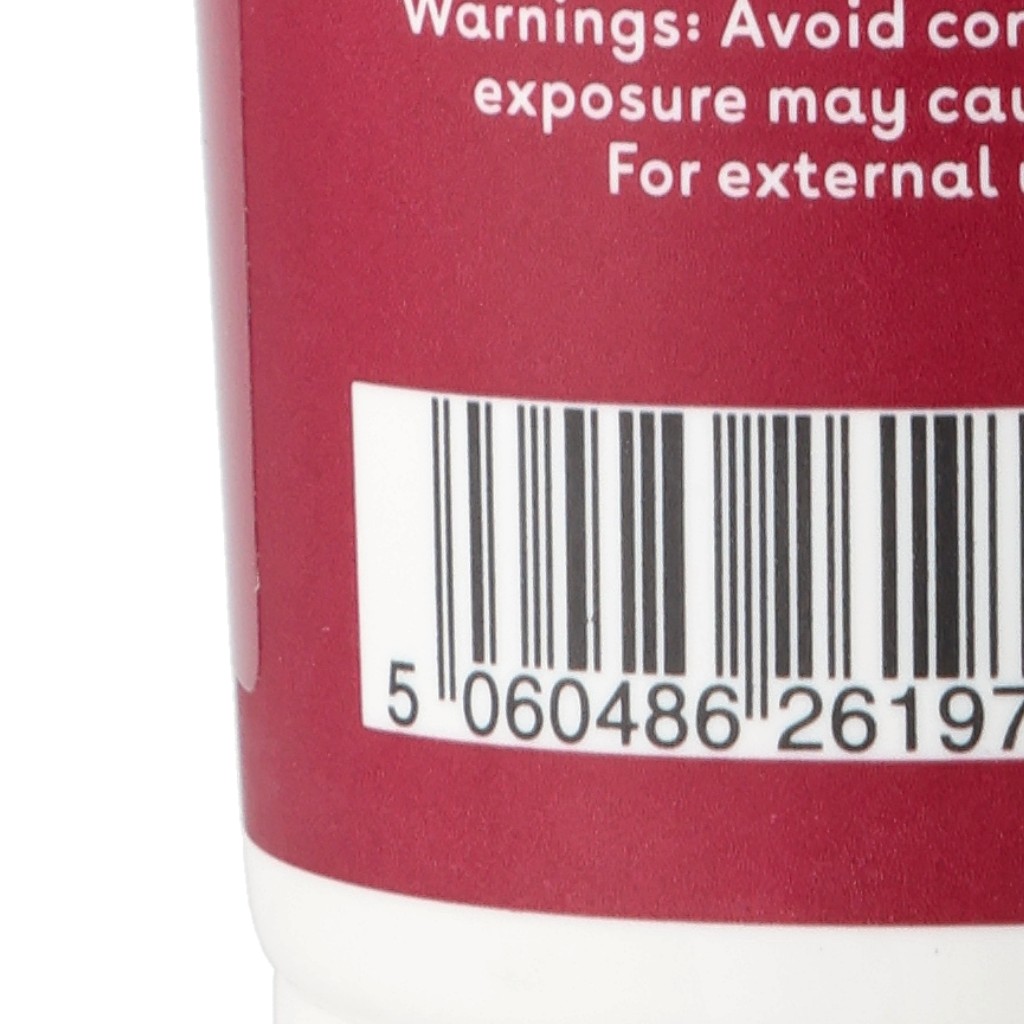 Warnings: Avoid
exposure may
For external
5 060486 26197